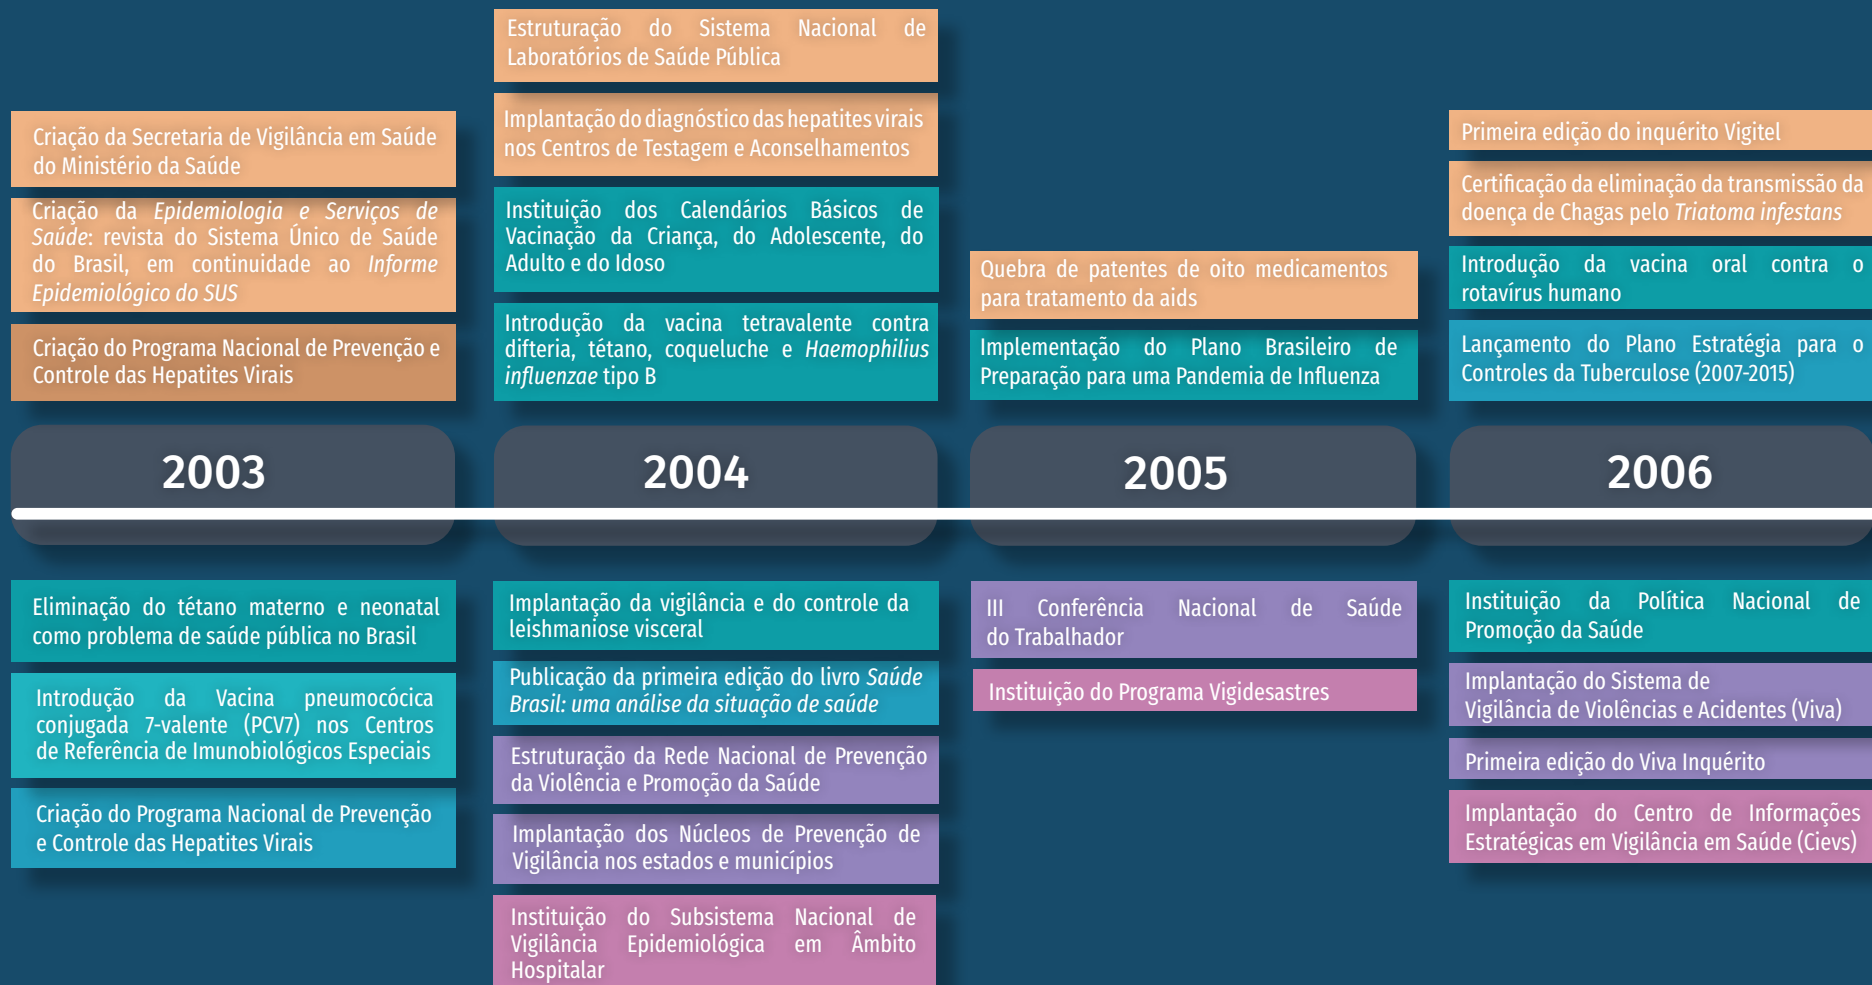 Criação da Secretaria de Vigilância em Saúde
do Ministério da Saúde
Criação da Epidemiologia e Serviços de
Saúde: revista do Sistema Único de Saúde
do Brasil, em continuidade ao Informe
Epidemiológico do SUS
Criação do Programa Nacional de Prevenção e
Controle das Hepatites Virais
2003
Eliminação do tétano materno e neonatal
como problema de saúde pública no Brasil
Introdução da Vacina pneumocócica
conjugada 7-valente (PCV7) nos Centros
de Referência de Imunobiológicos Especiais
Criação do Programa Nacional de Prevenção
e Controle das Hepatites Virais
Estruturação do Sistema Nacional de
Laboratórios de Saúde Pública
Implantação do diagnóstico das hepatites virais
nos Centros de Testagem e Aconselhamentos
Instituição dos Calendários Básicos de
Vacinação da Criança, do Adolescente, do
Adulto e do Idoso
Introdução da vacina tetravalente contra
difteria, tétano, coqueluche e Haemophilius
influenzae tipo B
2004
Implantação da vigilância e do controle da
leishmaniose visceral
Publicação da primeira edição do livro Saúde
Brasil: uma análise da situação de saúde
Estruturação da Rede Nacional de Prevenção
da Violência e Promoção da Saúde
Implantação dos Núcleos de Prevenção de
Vigilância nos estados e municípios
Instituição do Subsistema Nacional de
Vigilância Epidemiológica em Âmbito
Hospitalar
Quebra de patentes de oito medicamentos
para tratamento da aids
Implementação do Plano Brasileiro de
Preparação para uma Pandemia de Influenza
2005
III Conferência Nacional de Saúde
do Trabalhador
Instituição do Programa Vigidesastres
Primeira edição do inquérito Vigitel
Certificação da eliminação da transmissão da
doença de Chagas pelo Triatoma infestans
Introdução da vacina oral contra o
rotavírus humano
Lançamento do Plano Estratégia para o
Controles da Tuberculose (2007-2015)
2006
Instituição da Política Nacional de
Promoção da Saúde
Implantação do Sistema de
Vigilância de Violências e Acidentes (Viva)
Primeira edição do Viva Inquérito
Implantação do Centro de Informações
Estratégicas em Vigilância em Saúde (Cievs)